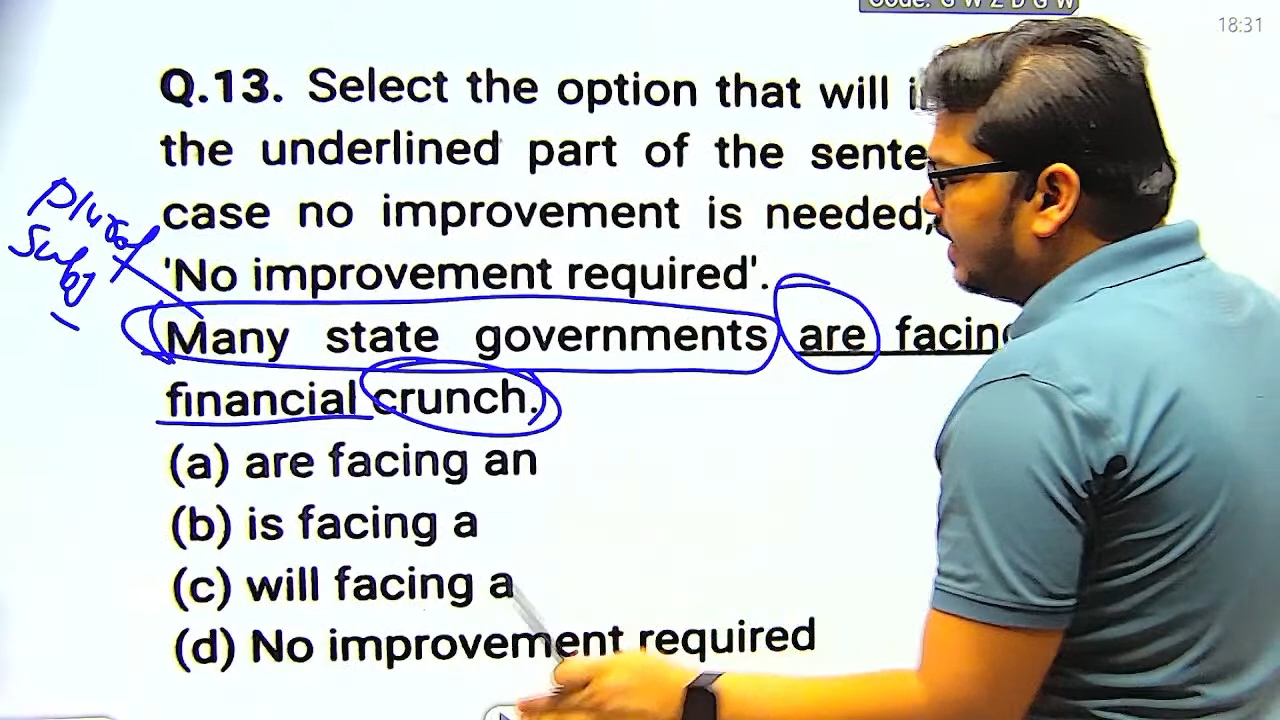 Code: G W Z D G W
18:31
Q.13. Select the option that will
the underlined part of the
case no improvement is needed,
'No improvement required'.
Plural
Subj
Many state governments are
financial crunch.
(a) are facing an
(b) is facing a
(c) will facing a
(d) No improvement required